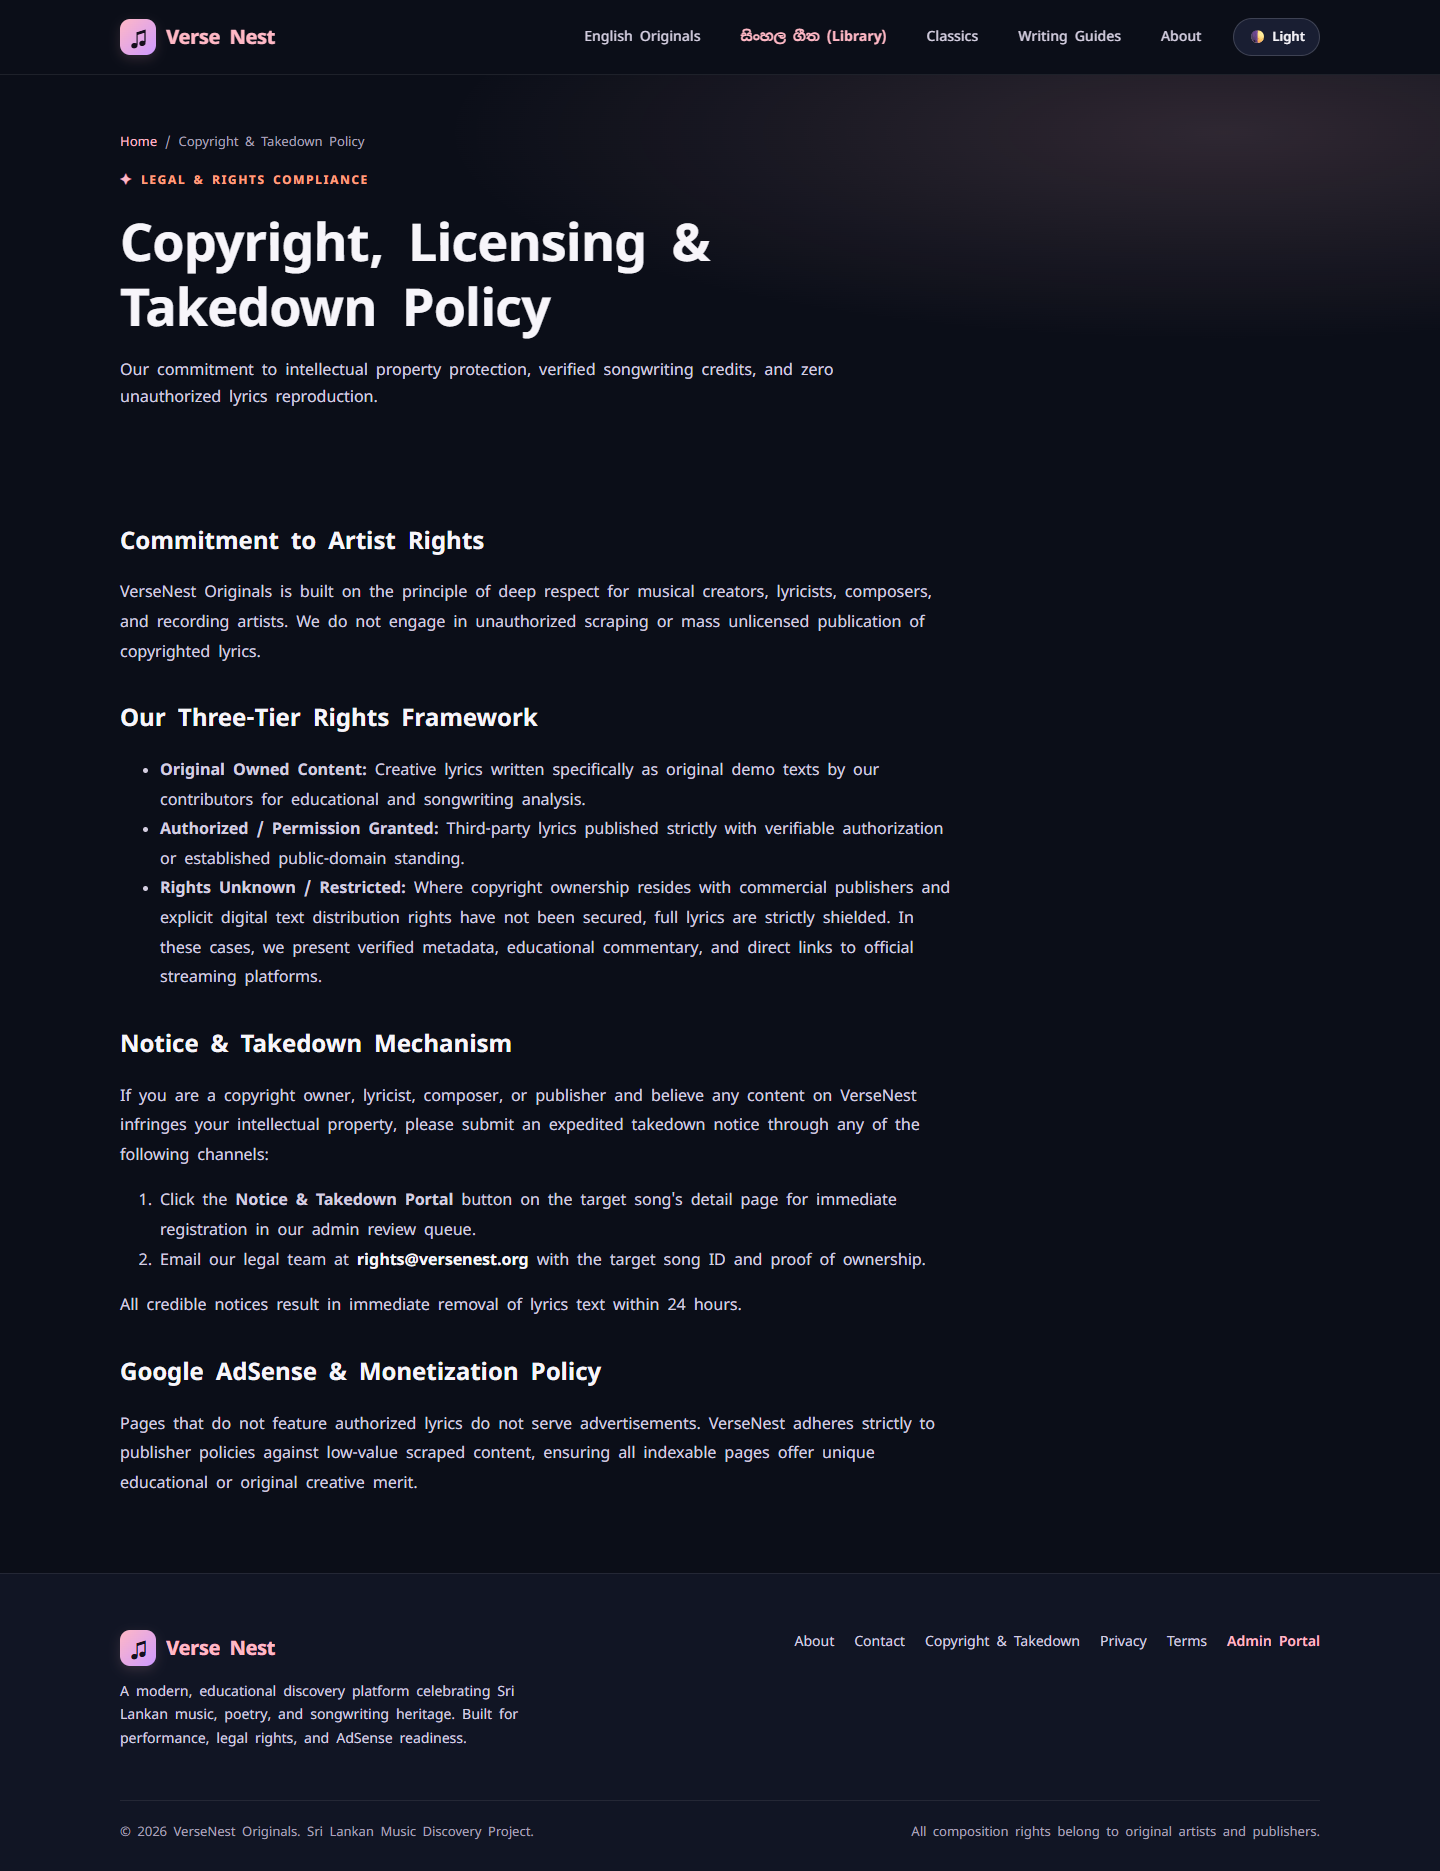 Verse Nest
English Originals
සිංහල ගීත (Library)
Classics
Writing Guides
About
Light
Home / Copyright & Takedown Policy
LEGAL & RIGHTS COMPLIANCE
Copyright, Licensing &
Takedown Policy
Our commitment to intellectual property protection, verified songwriting credits, and zero
unauthorized lyrics reproduction.
Commitment to Artist Rights
VerseNest Originals is built on the principle of deep respect for musical creators, lyricists, composers,
and recording artists. We do not engage in unauthorized scraping or mass unlicensed publication of
copyrighted lyrics.
Our Three-Tier Rights Framework
• Original Owned Content: Creative lyrics written specifically as original demo texts by our
contributors for educational and songwriting analysis.
• Authorized / Permission Granted: Third-party lyrics published strictly with verifiable authorization
or established public-domain standing.
• Rights Unknown / Restricted: Where copyright ownership resides with commercial publishers and
explicit digital text distribution rights have not been secured, full lyrics are strictly shielded. In
these cases, we present verified metadata, educational commentary, and direct links to official
streaming platforms.
Notice & Takedown Mechanism
If you are a copyright owner, lyricist, composer, or publisher and believe any content on VerseNest
infringes your intellectual property, please submit an expedited takedown notice through any of the
following channels:
1. Click the Notice & Takedown Portal button on the target song's detail page for immediate
registration in our admin review queue.
2. Email our legal team at rights@versenest.org with the target song ID and proof of ownership.
All credible notices result in immediate removal of lyrics text within 24 hours.
Google AdSense & Monetization Policy
Pages that do not feature authorized lyrics do not serve advertisements. VerseNest adheres strictly to
publisher policies against low-value scraped content, ensuring all indexable pages offer unique
educational or original creative merit.
Verse Nest
A modern, educational discovery platform celebrating Sri
Lankan music, poetry, and songwriting heritage. Built for
performance, legal rights, and AdSense readiness.
About
Contact
Copyright & Takedown
Privacy
Terms
Admin Portal
© 2026 VerseNest Originals. Sri Lankan Music Discovery Project.
All composition rights belong to original artists and publishers.